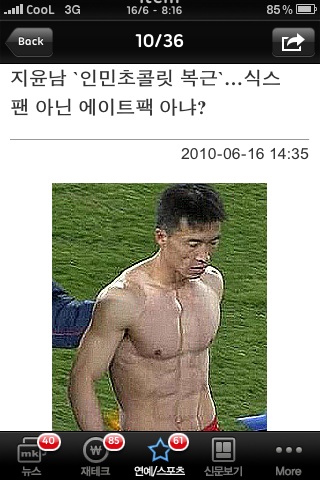 CooL 3G 16/6 - 8:16 85%
Back 10/36
지윤남 `인민초콜릿 복근`…식스
팬 아닌 에이트팩 아냐?
2010-06-16 14:35
mk 40 ₩ 85 61
뉴스 재테크 연예/스포츠 신문보기 More